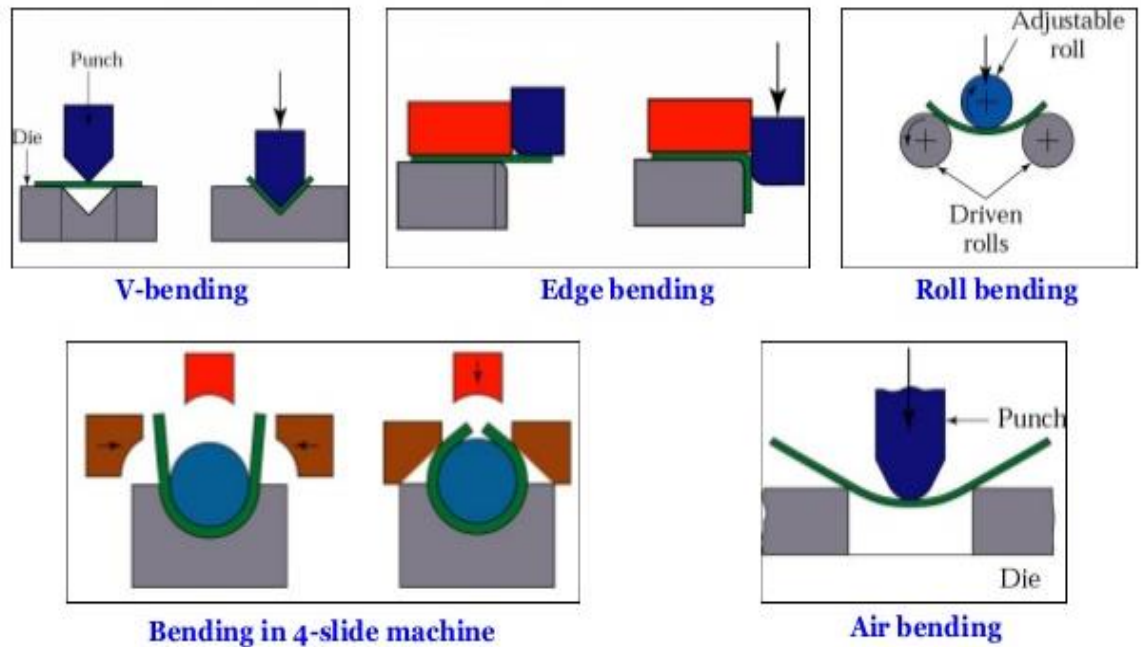 Punch
Die
V-bending
Edge bending
Adjustable
roll
Driven
rolls
Roll bending
Bending in 4-slide machine
Punch
Die
Air bending